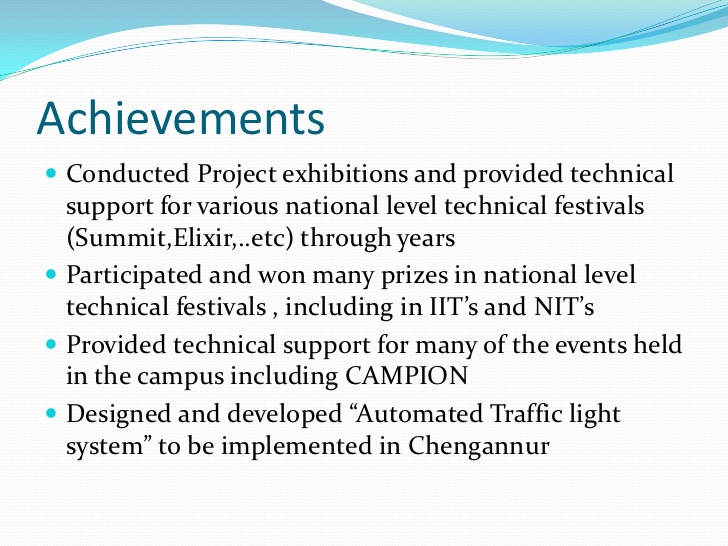 Achievements
Conducted Project exhibitions and provided technical
support for various national level technical festivals
(Summit,Elixir,..etc) through years
Participated and won many prizes in national level
technical festivals , including in IIT’s and NIT’s
Provided technical support for many of the events held
in the campus including CAMPION
Designed and developed “Automated Traffic light
system” to be implemented in Chengannur